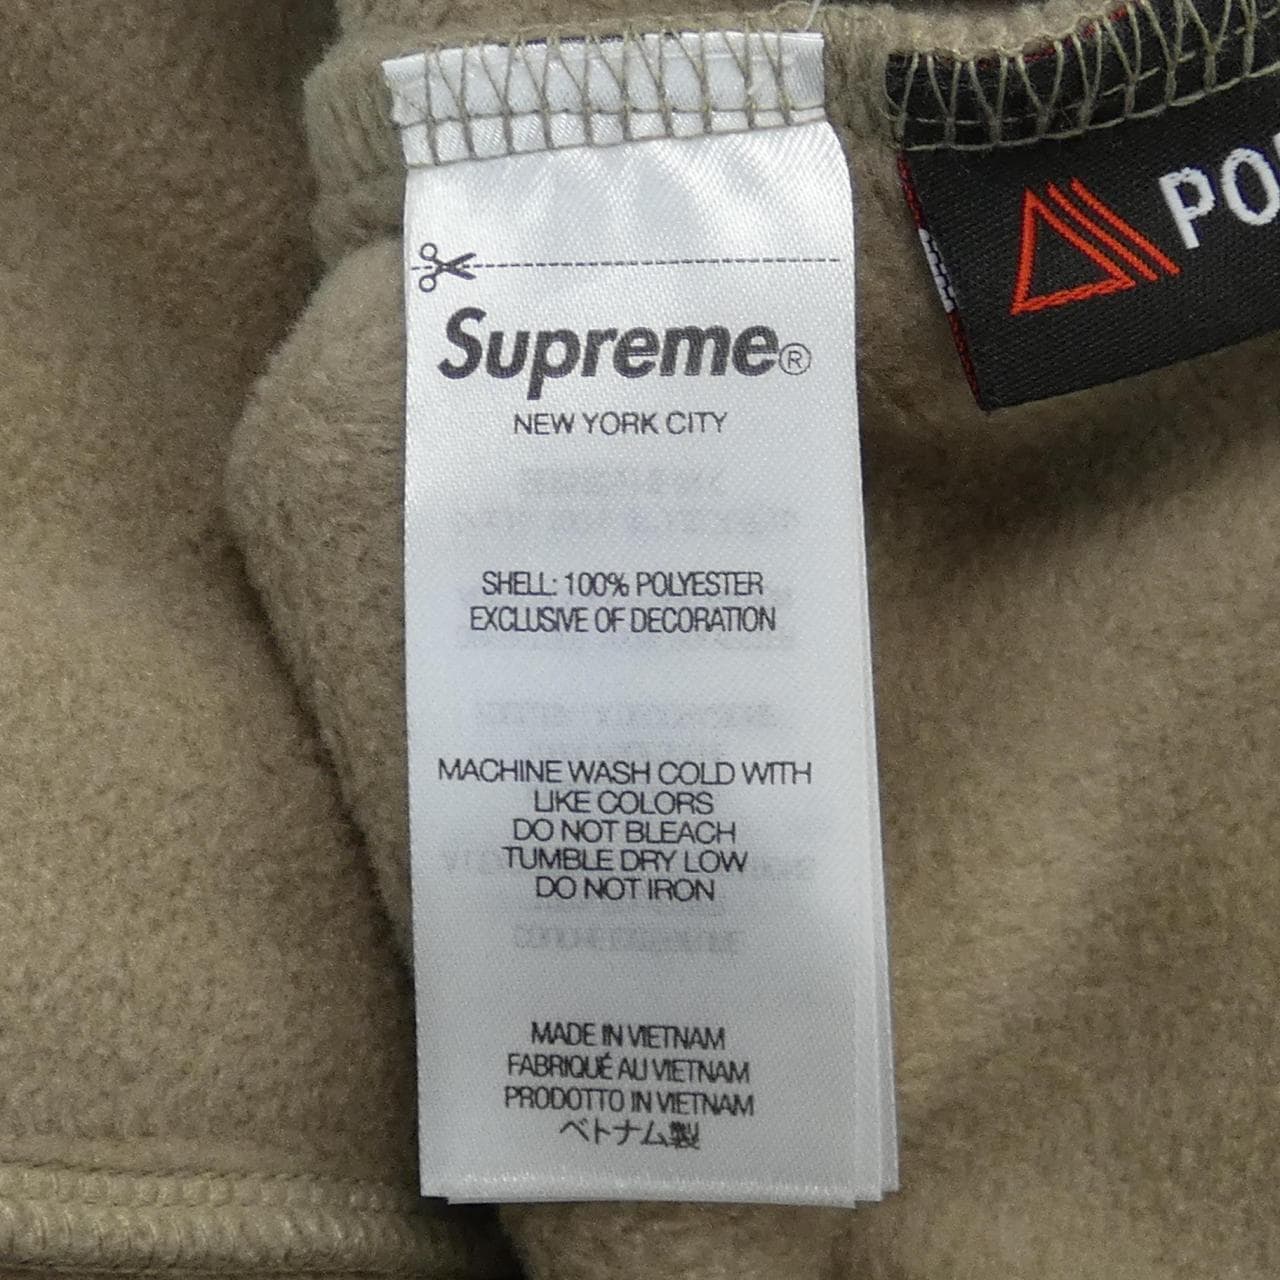 Supreme®
NEW YORK CITY
SHELL: 100% POLYESTER
EXCLUSIVE OF DECORATION
MACHINE WASH COLD WITH
LIKE COLORS
DO NOT BLEACH
TUMBLE DRY LOW
DO NOT IRON
MADE IN VIETNAM
FABRIQUÉ AU VIETNAM
PRODOTTO IN VIETNAM
ベトナム製